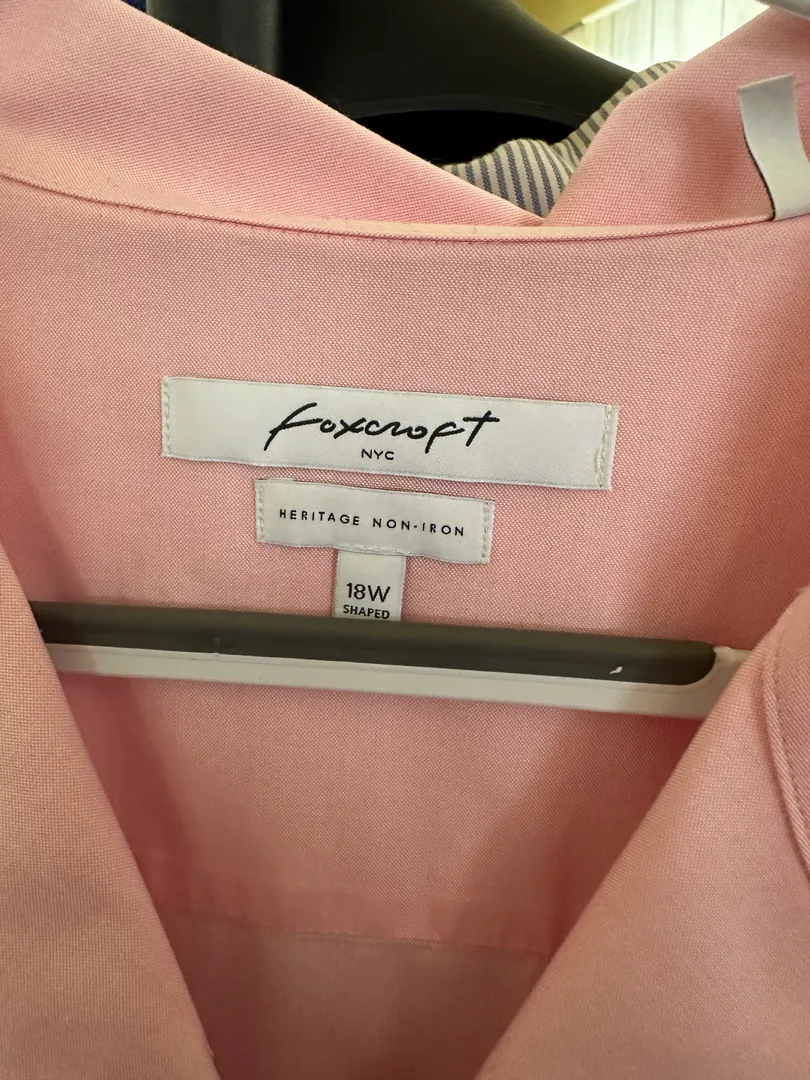 Foxcroft
NYC
HERITAGE NON-IRON
18W
SHAPED